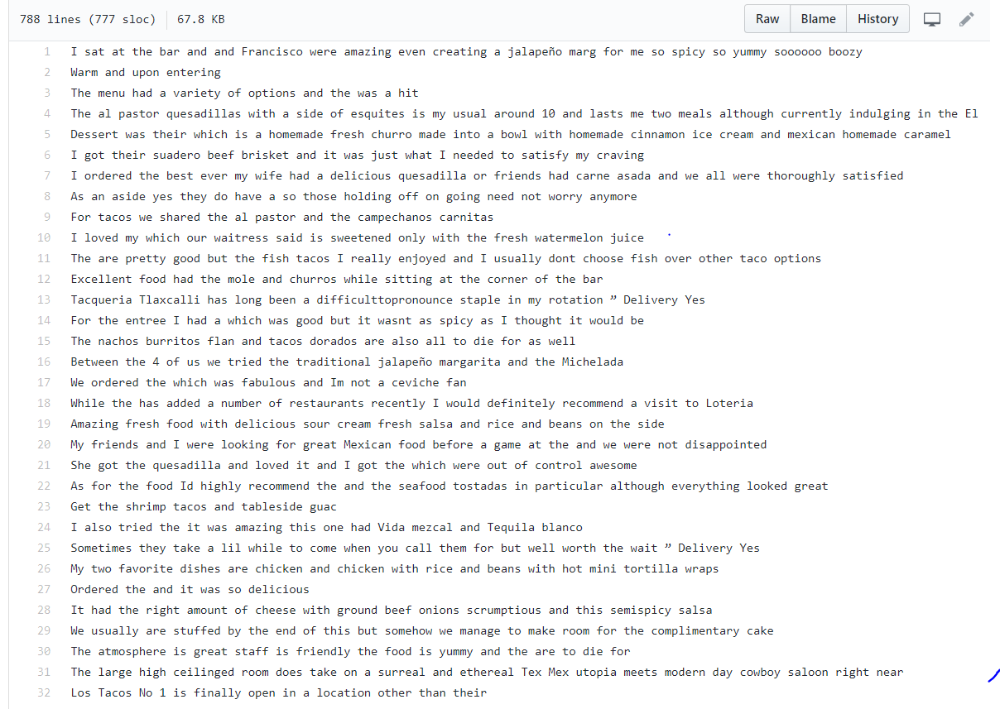 788 lines (777 sloc) 67.8 KB Raw Blame History
1 I sat at the bar and and Francisco were amazing even creating a jalapeño marg for me so spicy so yummy soooooo boozy
2 Warm and upon entering
3 The menu had a variety of options and the was a hit
4 The al pastor quesadillas with a side of esquites is my usual around 10 and lasts me two meals although currently indulging in the El
5 Dessert was their which is a homemade fresh churro made into a bowl with homemade cinnamon ice cream and mexican homemade caramel
6 I got their suadero beef brisket and it was just what I needed to satisfy my craving
7 I ordered the best ever my wife had a delicious quesadilla or friends had carne asada and we all were thoroughly satisfied
8 As an aside yes they do have a so those holding off on going need not worry anymore
9 For tacos we shared the al pastor and the campechanos carnitas
10 I loved my which our waitress said is sweetened only with the fresh watermelon juice
11 The are pretty good but the fish tacos I really enjoyed and I usually dont choose fish over other taco options
12 Excellent food had the mole and churros while sitting at the corner of the bar
13 Tacqueria Tlaxcalli has long been a difficulttopronounce staple in my rotation ” Delivery Yes
14 For the entree I had a which was good but it wasnt as spicy as I thought it would be
15 The nachos burritos flan and tacos dorados are also all to die for as well
16 Between the 4 of us we tried the traditional jalapeño margarita and the Michelada
17 We ordered the which was fabulous and Im not a ceviche fan
18 While the has added a number of restaurants recently I would definitely recommend a visit to Loteria
19 Amazing fresh food with delicious sour cream fresh salsa and rice and beans on the side
20 My friends and I were looking for great Mexican food before a game at the and we were not disappointed
21 She got the quesadilla and loved it and I got the which were out of control awesome
22 As for the food Id highly recommend the and the seafood tostadas in particular although everything looked great
23 Get the shrimp tacos and tableside guac
24 I also tried the it was amazing this one had Vida mezcal and Tequila blanco
25 Sometimes they take a lil while to come when you call them for but well worth the wait ” Delivery Yes
26 My two favorite dishes are chicken and chicken with rice and beans with hot mini tortilla wraps
27 Ordered the and it was so delicious
28 It had the right amount of cheese with ground beef onions scrumptious and this semispicy salsa
29 We usually are stuffed by the end of this but somehow we manage to make room for the complimentary cake
30 The atmosphere is great staff is friendly the food is yummy and the are to die for
31 The large high ceilinged room does take on a surreal and ethereal Tex Mex utopia meets modern day cowboy saloon right near
32 Los Tacos No 1 is finally open in a location other than their